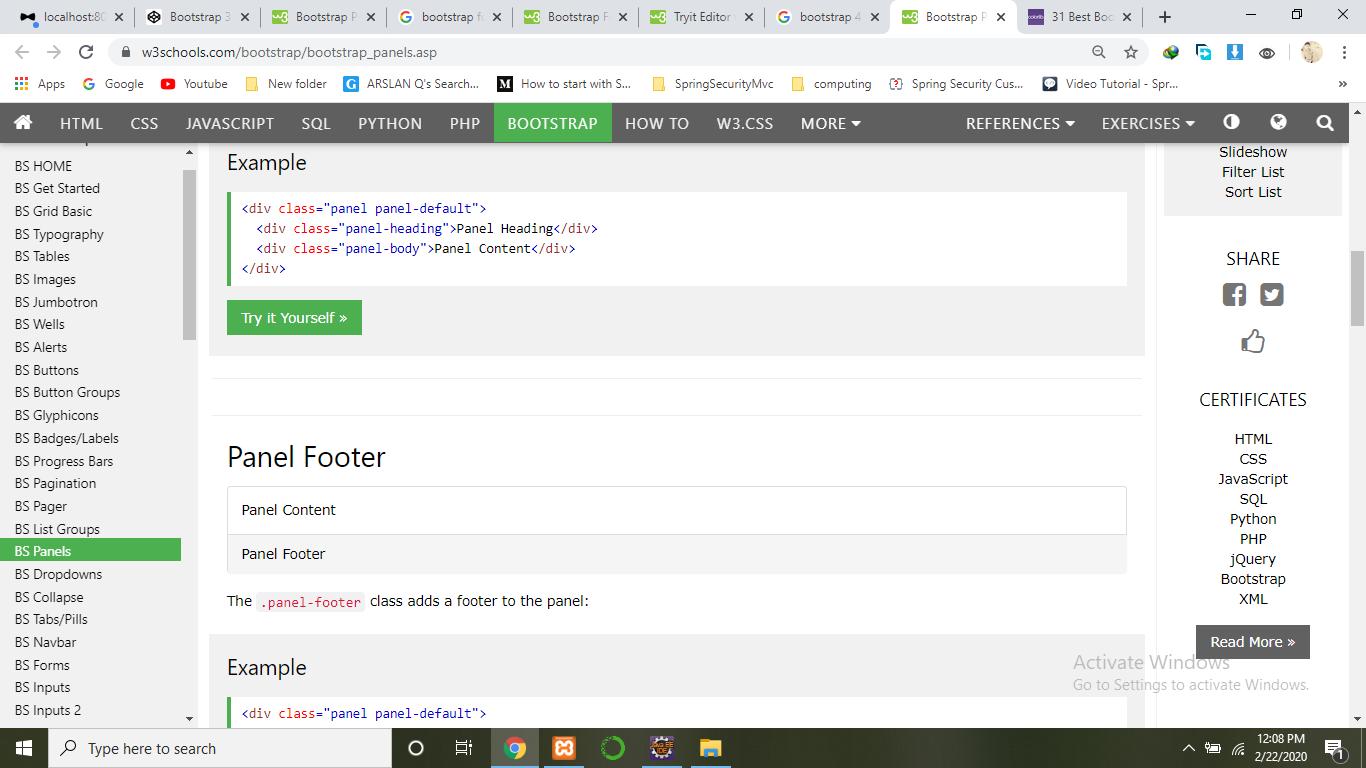 localhost:80
Bootstrap 3
Bootstrap P
bootstrap fo
Bootstrap F
Tryit Editor
bootstrap 4
Bootstrap P
31 Best Boo
w3schools.com/bootstrap/bootstrap_panels.asp
Apps
Google
Youtube
New folder
ARSLAN Q's Search...
How to start with S...
SpringSecurityMvc
computing
Spring Security Cus...
Video Tutorial - Spr...
»
HTML
CSS
JAVASCRIPT
SQL
PYTHON
PHP
BOOTSTRAP
HOW TO
W3.CSS
MORE
REFERENCES
EXERCISES
BS HOME
BS Get Started
BS Grid Basic
BS Typography
BS Tables
BS Images
BS Jumbotron
BS Wells
BS Alerts
BS Buttons
BS Button Groups
BS Glyphicons
BS Badges/Labels
BS Progress Bars
BS Pagination
BS Pager
BS List Groups
BS Panels
BS Dropdowns
BS Collapse
BS Tabs/Pills
BS Navbar
BS Forms
BS Inputs
BS Inputs 2
Example
<div class="panel panel-default">
<div class="panel-heading">Panel Heading</div>
<div class="panel-body">Panel Content</div>
</div>
Try it Yourself »
Panel Footer
Panel Content
Panel Footer
The .panel-footer class adds a footer to the panel:
Example
<div class="panel panel-default">
Slideshow
Filter List
Sort List
SHARE
CERTIFICATES
HTML
CSS
JavaScript
SQL
Python
PHP
jQuery
Bootstrap
XML
Read More »
Activate Windows
Go to Settings to activate Windows.
Type here to search
12:08 PM
2/22/2020
1